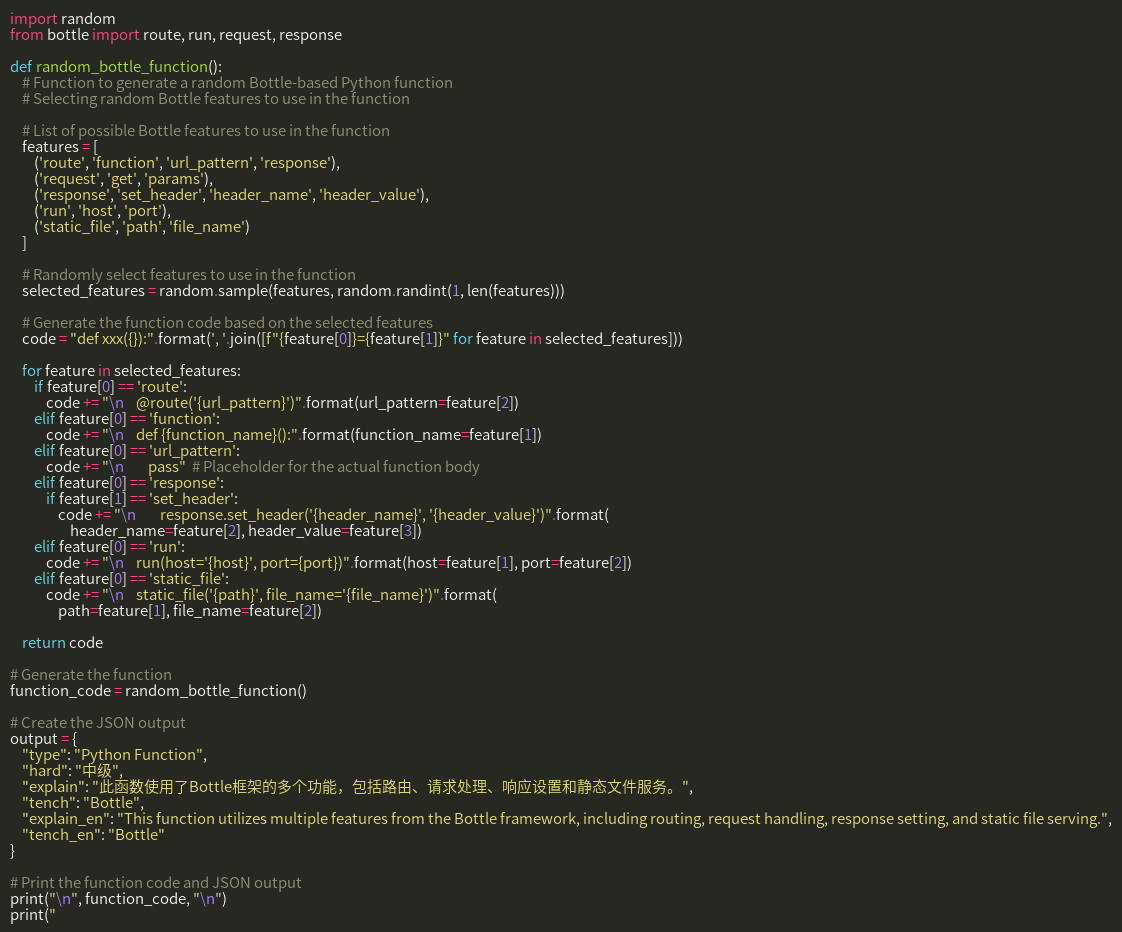 import random
from bottle import route, run, request, response

def random_bottle_function():
    # Function to generate a random Bottle-based Python function
    # Selecting random Bottle features to use in the function

    # List of possible Bottle features to use in the function
    features = [
        ('route', 'function', 'url_pattern', 'response'),
        ('request', 'get', 'params'),
        ('response', 'set_header', 'header_name', 'header_value'),
        ('run', 'host', 'port'),
        ('static_file', 'path', 'file_name')
    ]

    # Randomly select features to use in the function
    selected_features = random.sample(features, random.randint(1, len(features)))

    # Generate the function code based on the selected features
    code = "def xxx({}):".format(', '.join([f"{feature[0]}={feature[1]}" for feature in selected_features]))

    for feature in selected_features:
        if feature[0] == 'route':
            code += "\n    @route('{url_pattern}')".format(url_pattern=feature[2])
        elif feature[0] == 'function':
            code += "\n    def {function_name}():".format(function_name=feature[1])
        elif feature[0] == 'url_pattern':
            code += "\n        pass"  # Placeholder for the actual function body
        elif feature[0] == 'response':
            if feature[1] == 'set_header':
                code += "\n        response.set_header('{header_name}', '{header_value}')".format(
                    header_name=feature[2], header_value=feature[3])
        elif feature[0] == 'run':
            code += "\n    run(host='{host}', port={port})".format(host=feature[1], port=feature[2])
        elif feature[0] == 'static_file':
            code += "\n    static_file('{path}', file_name='{file_name}')".format(
                path=feature[1], file_name=feature[2])

    return code

# Generate the function
function_code = random_bottle_function()

# Create the JSON output
output = {
    "type": "Python Function",
    "hard": "中级",
    "explain": "此函数使用了Bottle框架的多个功能，包括路由、请求处理、响应设置和静态文件服务。",
    "tench": "Bottle",
    "explain_en": "This function utilizes multiple features from the Bottle framework, including routing, request handling, response setting, and static file serving.",
    "tench_en": "Bottle"
}

# Print the function code and JSON output
print("\n", function_code, "\n")
print("